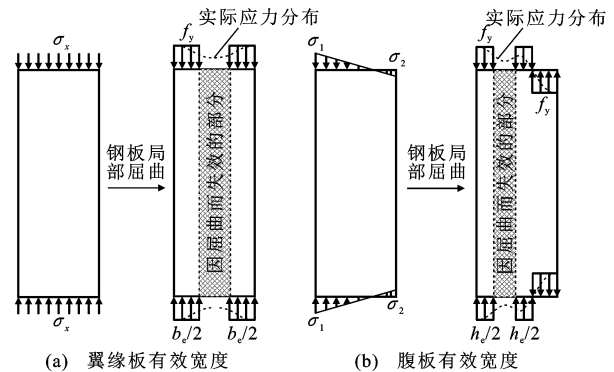 σx
fy
实际应力分布
钢板局
部屈曲
因屈曲而失效的部分
σx
be/2 be/2
(a) 翼缘板有效宽度
σ1
σ2
fy
实际应力分布
fy
钢板局
部屈曲
因屈曲而失效的部分
σ1
σ2
he/2 he/2
(b) 腹板有效宽度